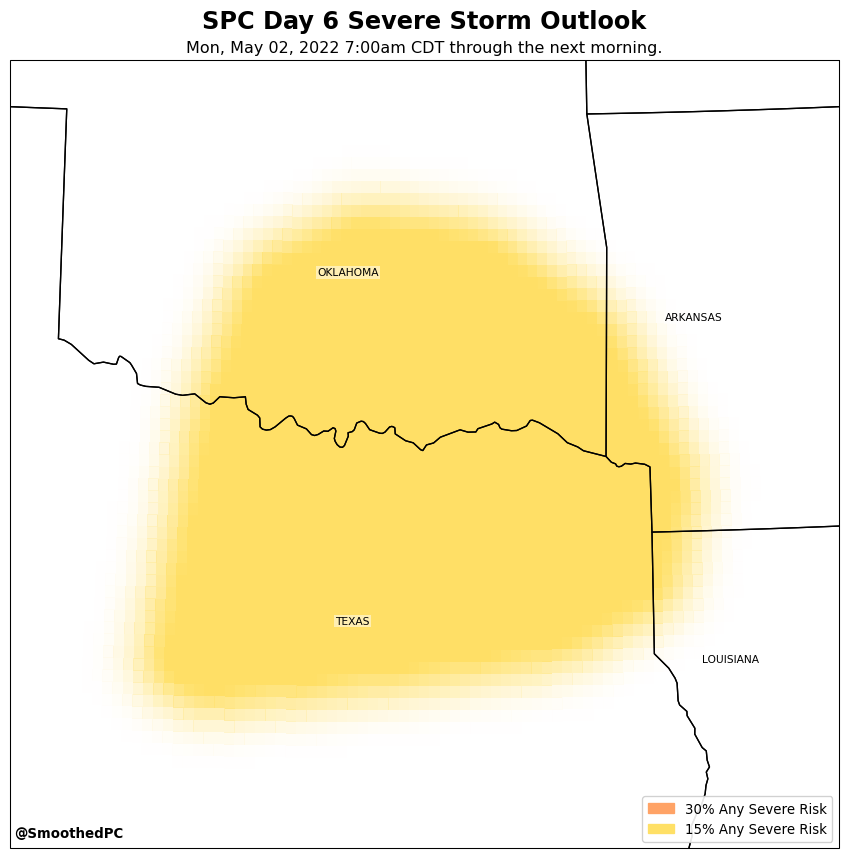 SPC Day 6 Severe Storm Outlook
Mon, May 02, 2022 7:00am CDT through the next morning.
OKLAHOMA
ARKANSAS
TEXAS
LOUISIANA
30% Any Severe Risk
15% Any Severe Risk
@SmoothedPC